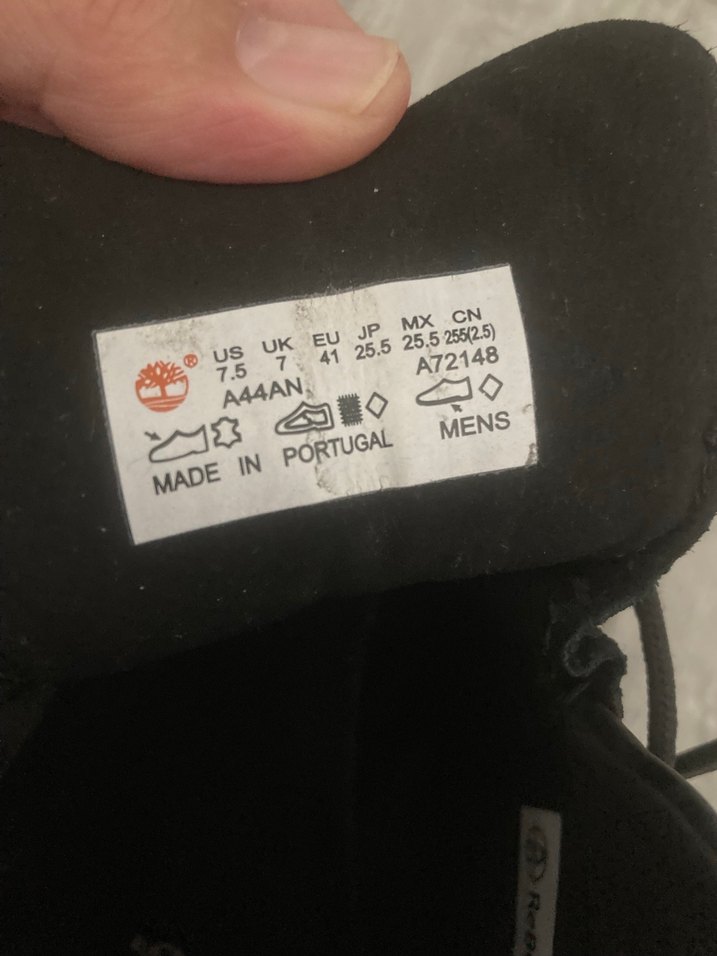 ®
US UK EU JP MX CN
7.5 7 41 25.5 25.5 255(2.5)
A44AN A72148
MADE IN PORTUGAL MENS